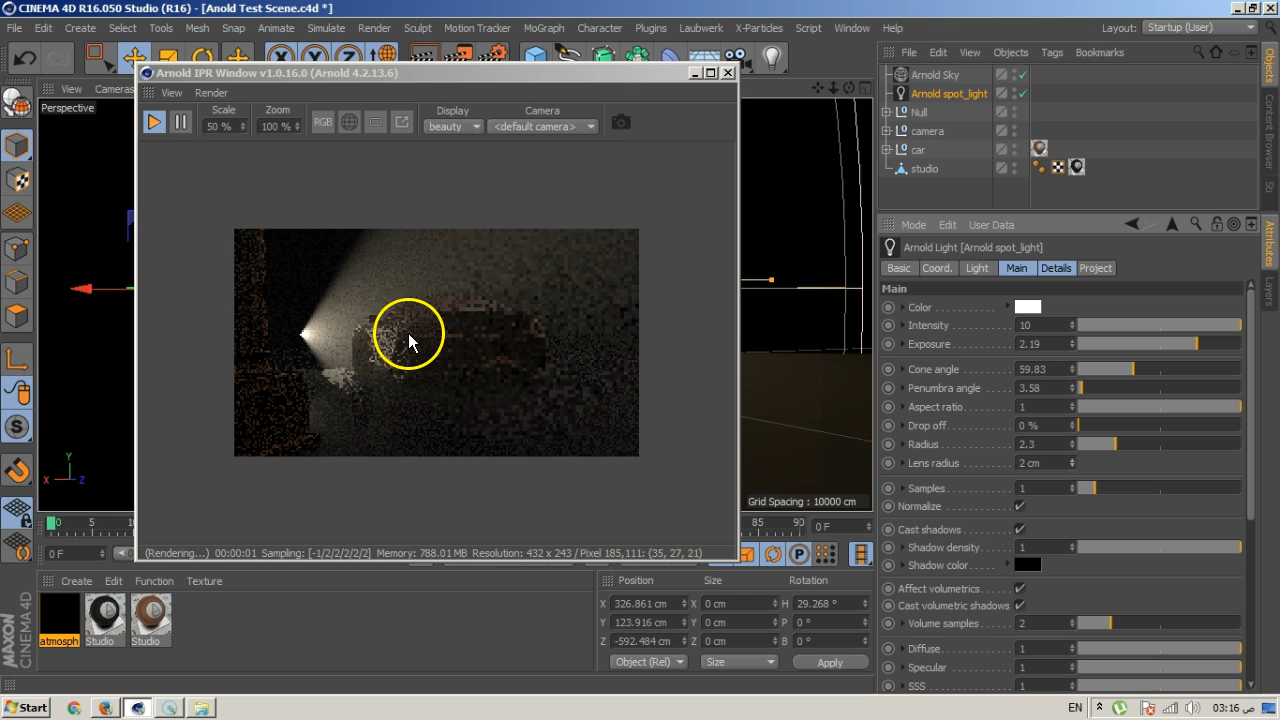 CINEMA 4D R16.050 Studio (R16) - [Anold Test Scene.c4d *]
File Edit Create Select Tools Mesh Snap Animate Simulate Render Sculpt Motion Tracker MoGraph Character Plugins Laubwerk X-Particles Script Window Help Layout: Startup (User)
X Y Z
File Edit View Objects Tags Bookmarks
View Cameras
Perspective
Arnold IPR Window v1.0.16.0 (Arnold 4.2.13.6)
View Render
Scale Zoom Display Camera
50 % 100 % RGB beauty <default camera>
Arnold Sky
Arnold spot_light
Null
camera
car
studio
Objects
Content Browser
Mode Edit User Data
Arnold Light [Arnold spot_light]
Basic Coord. Light Main Details Project
Attributes
Layers
Main
Color
Intensity 10
Exposure 2.19
Cone angle 59.83
Penumbra angle 3.58
Aspect ratio 1
Drop off 0 %
Radius 2.3
Lens radius 2 cm
Samples 1
Normalize
Cast shadows
Shadow density 1
Shadow color
Affect volumetrics
Cast volumetric shadows
Volume samples 2
Diffuse 1
Specular 1
SSS 1
Y
X Z
S
Grid Spacing : 10000 cm
0 5 85 90 0 F
0 F
P
(Rendering...) 00:00:01 Sampling: [-1/2/2/2/2/2] Memory: 788.01 MB Resolution: 432 x 243 / Pixel 185,111: (35, 27, 21)
Create Edit Function Texture
atmosph Studio Studio
Position Size Rotation
X 326.861 cm X 0 cm H 29.268 °
Y 123.916 cm Y 0 cm P 0 °
Z -592.484 cm Z 0 cm B 0 °
Object (Rel) Size Apply
MAXON CINEMA 4D
Start EN 03:16 ص